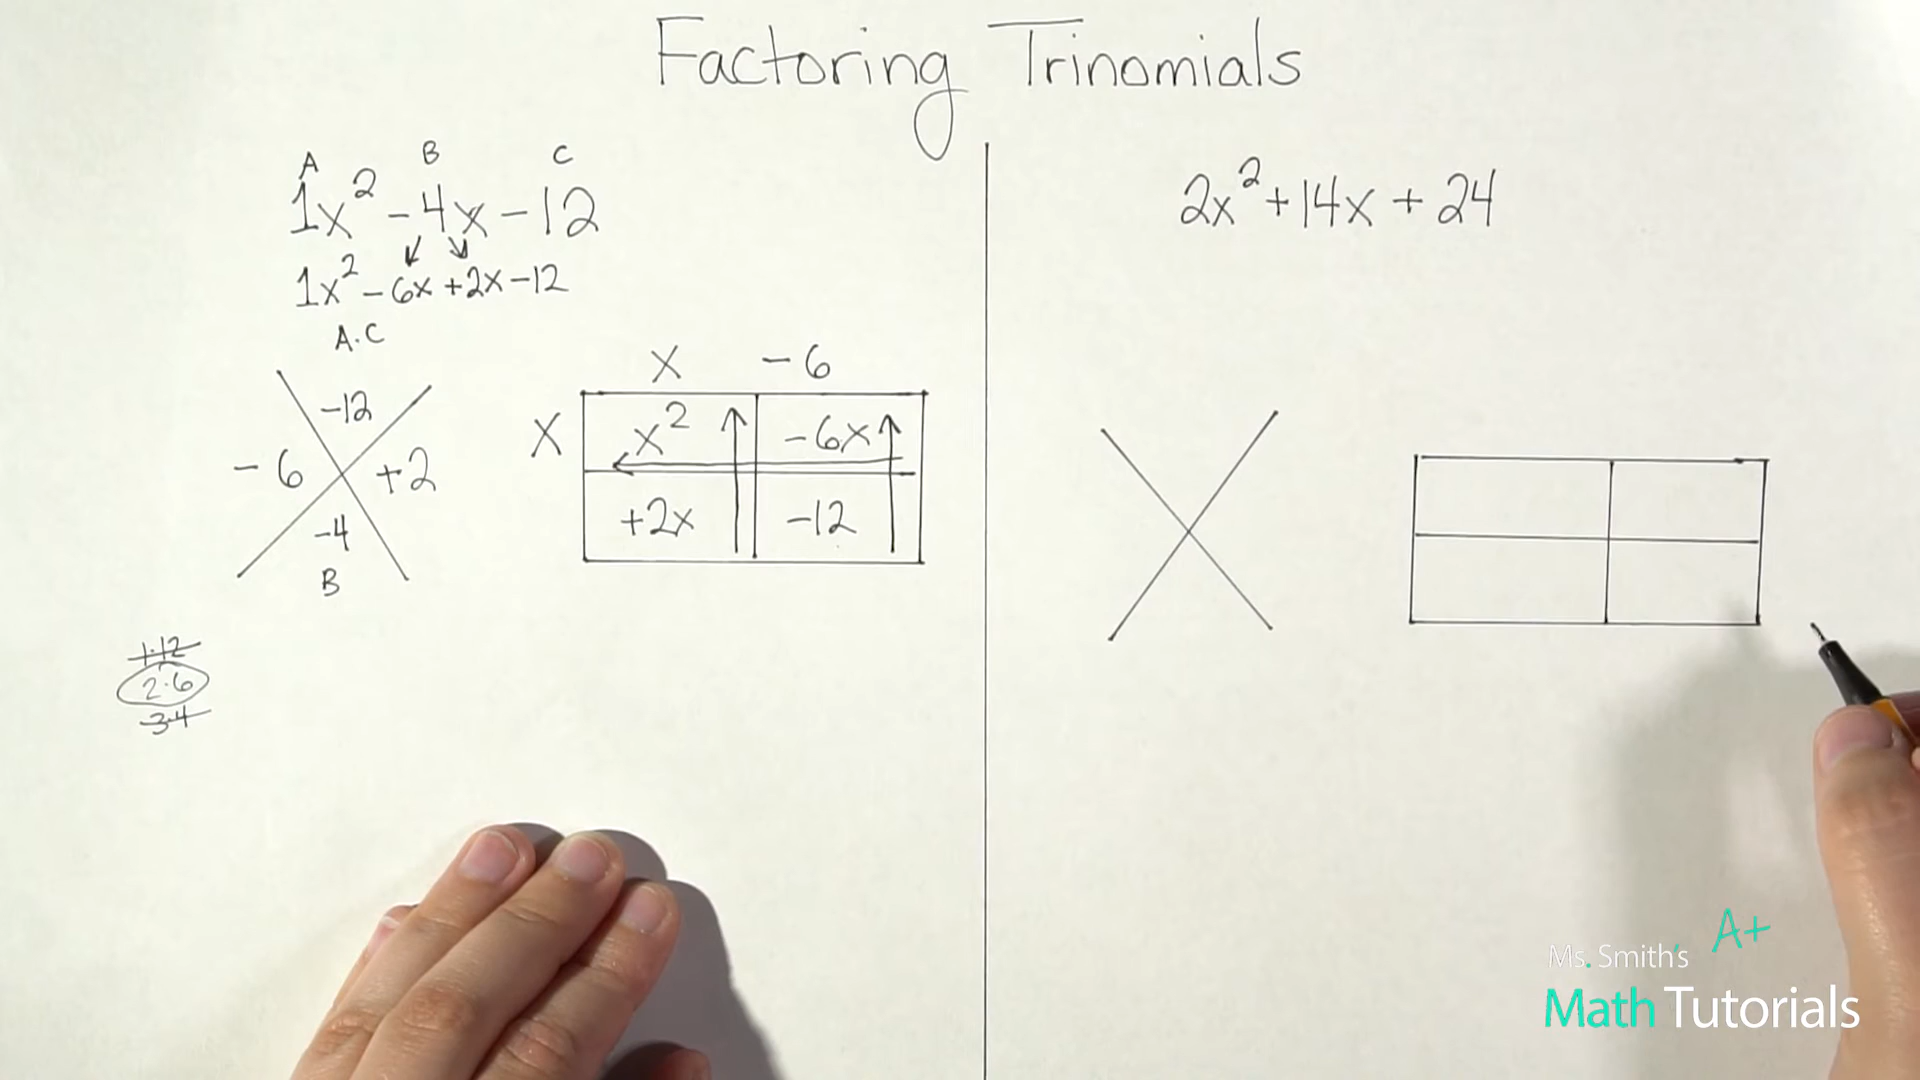 Factoring Trinomials
A B C
1x² - 4x - 12
1x² - 6x + 2x - 12
A·C
-12
-6 +2
-4
B
1·12
2·6
3·4
x -6
x x² -6x
+2x -12
2x² + 14x + 24
Ms. Smith's A+
Math Tutorials